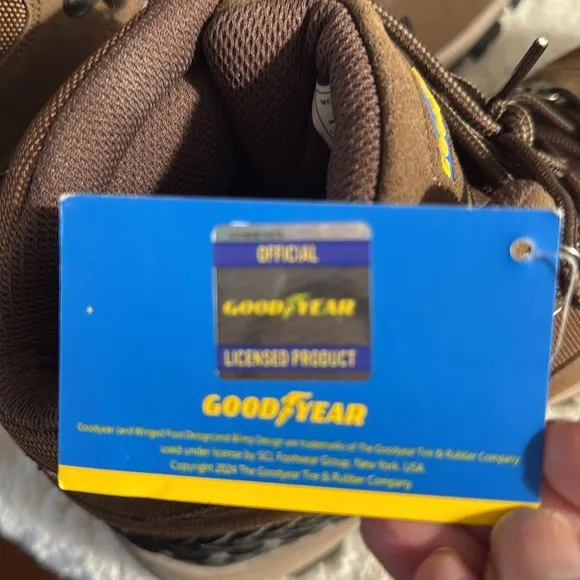 OFFICIAL
GOODYEAR
LICENSED PRODUCT
GOODYEAR
Goodyear (and Winged Foot Design) and Blimp Design are trademarks of The Goodyear Tire & Rubber Company
used under license by SCL Footwear Group, New York, USA.
Copyright 2024 The Goodyear Tire & Rubber Company.